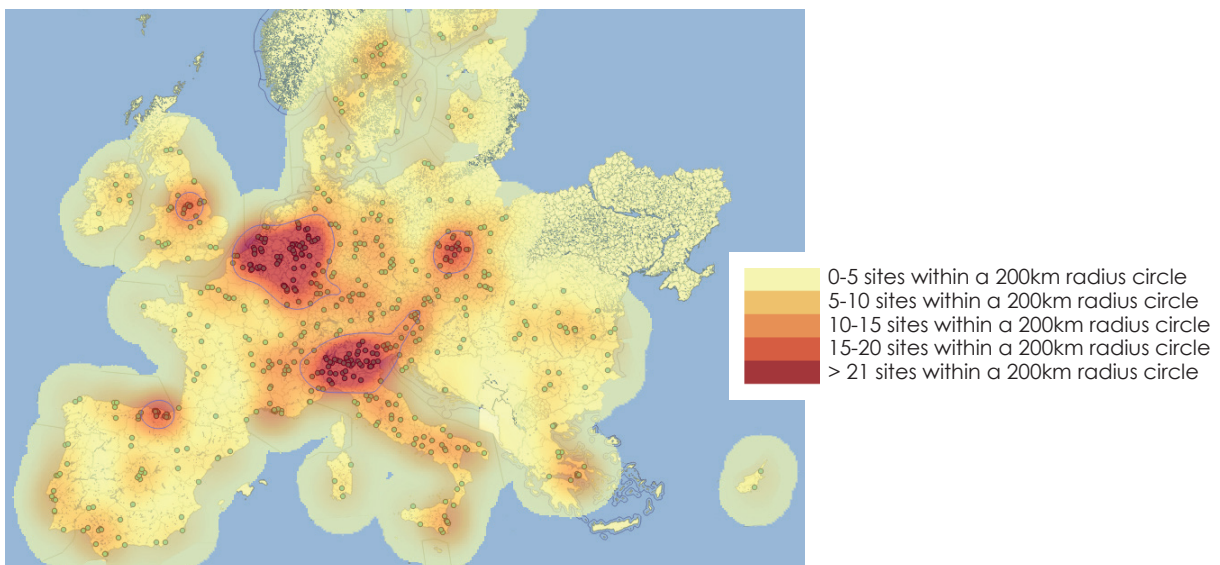 0-5 sites within a 200km radius circle
5-10 sites within a 200km radius circle
10-15 sites within a 200km radius circle
15-20 sites within a 200km radius circle
> 21 sites within a 200km radius circle